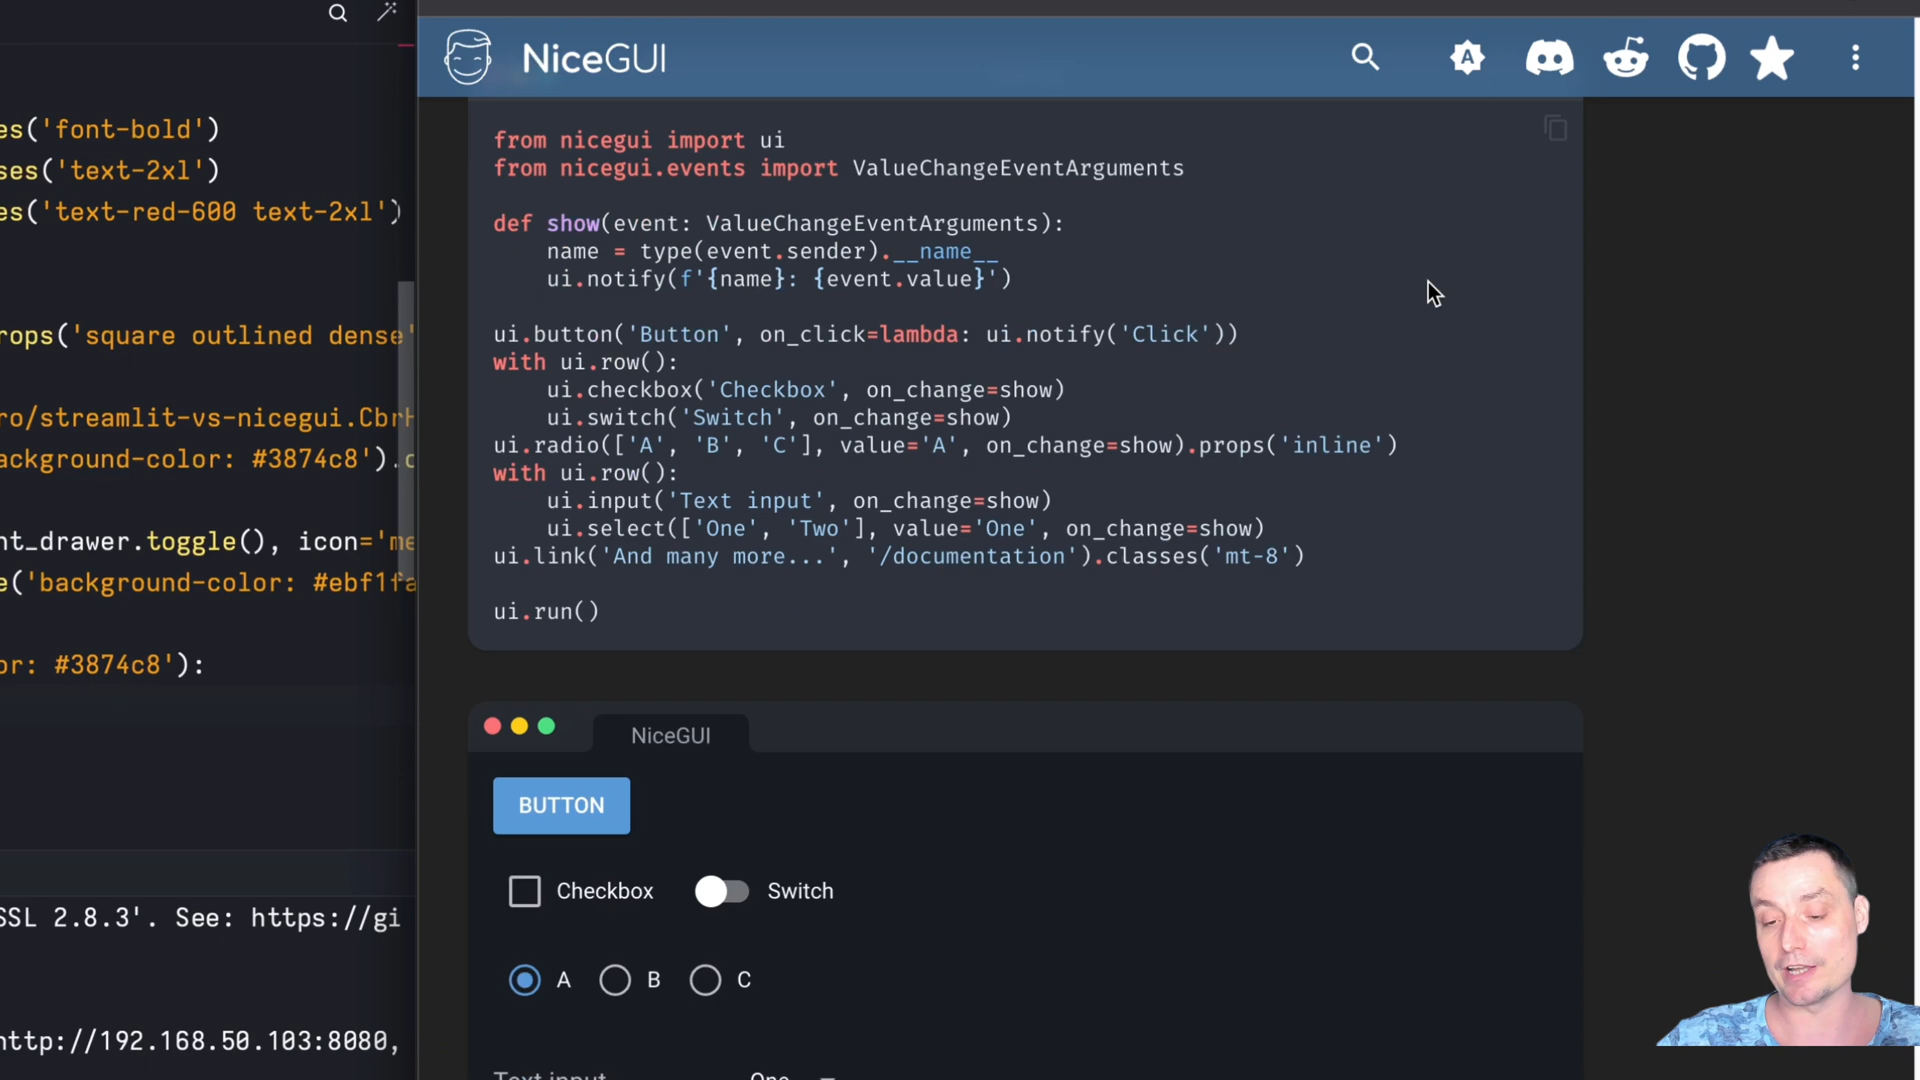 es('font-bold')
ses('text-2xl')
es('text-red-600 text-2xl')
rops('square outlined dense'
ro/streamlit-vs-nicegui.Cbr
ackground-color: #3874c8').
nt_drawer.toggle(), icon='me
e('background-color: #ebf1fa
or: #3874c8'):
SSL 2.8.3'. See: https://gi
http://192.168.50.103:8080,
NiceGUI
A
from nicegui import ui
from nicegui.events import ValueChangeEventArguments
def show(event: ValueChangeEventArguments):
name = type(event.sender).__name__
ui.notify(f'{name}: {event.value}')
ui.button('Button', on_click=lambda: ui.notify('Click'))
with ui.row():
ui.checkbox('Checkbox', on_change=show)
ui.switch('Switch', on_change=show)
ui.radio(['A', 'B', 'C'], value='A', on_change=show).props('inline')
with ui.row():
ui.input('Text input', on_change=show)
ui.select(['One', 'Two'], value='One', on_change=show)
ui.link('And many more...', '/documentation').classes('mt-8')
ui.run()
NiceGUI
BUTTON
Checkbox Switch
A B C
Text input One